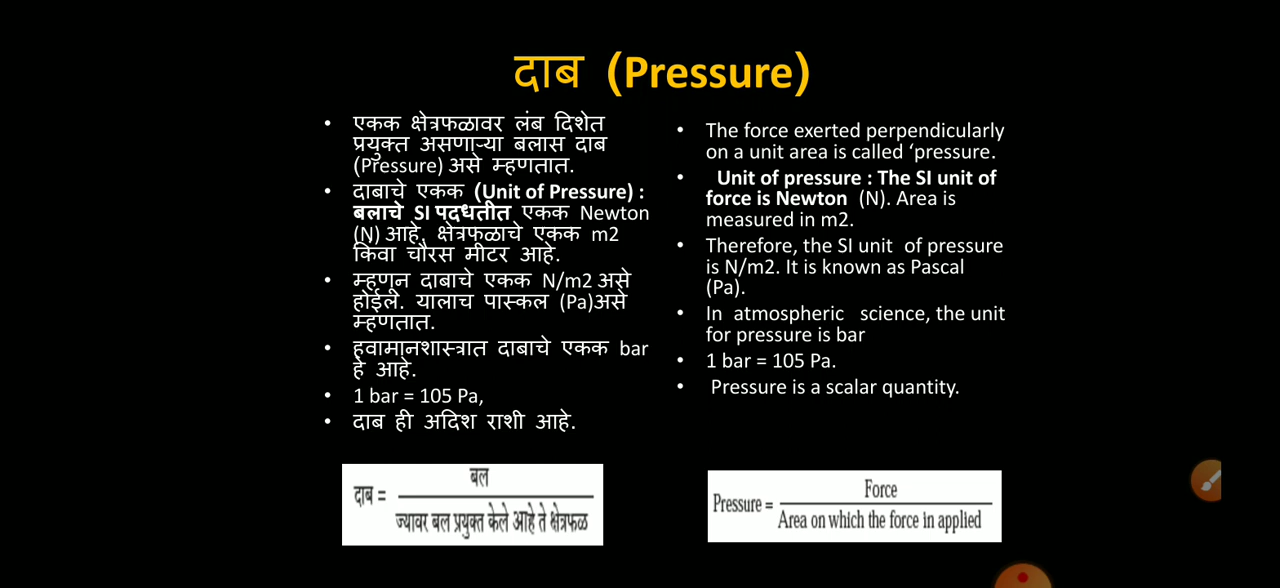 दाब (Pressure)
• एकक क्षेत्रफळावर लंब दिशेत
प्रयुक्त असणाऱ्या बलास दाब
(Pressure) असे म्हणतात.
• दाबाचे एकक (Unit of Pressure) :
बलाचे SI पदधतीत एकक Newton
(N) आहे. क्षेत्रफळाचे एकक m2
किंवा चौरस मीटर आहे.
• म्हणून दाबाचे एकक N/m2 असे
होईल. यालाच पास्कल (Pa)असे
म्हणतात.
• हवामानशास्त्रात दाबाचे एकक bar
हे आहे.
• 1 bar = 105 Pa,
• दाब ही अदिश राशी आहे.
दाब = बल
ज्यावर बल प्रयुक्त केले आहे ते क्षेत्रफळ
• The force exerted perpendicularly
on a unit area is called ‘pressure.
• Unit of pressure : The SI unit of
force is Newton (N). Area is
measured in m2.
• Therefore, the SI unit of pressure
is N/m2. It is known as Pascal
(Pa).
• In atmospheric science, the unit
for pressure is bar
• 1 bar = 105 Pa.
• Pressure is a scalar quantity.
Pressure = Force
Area on which the force in applied